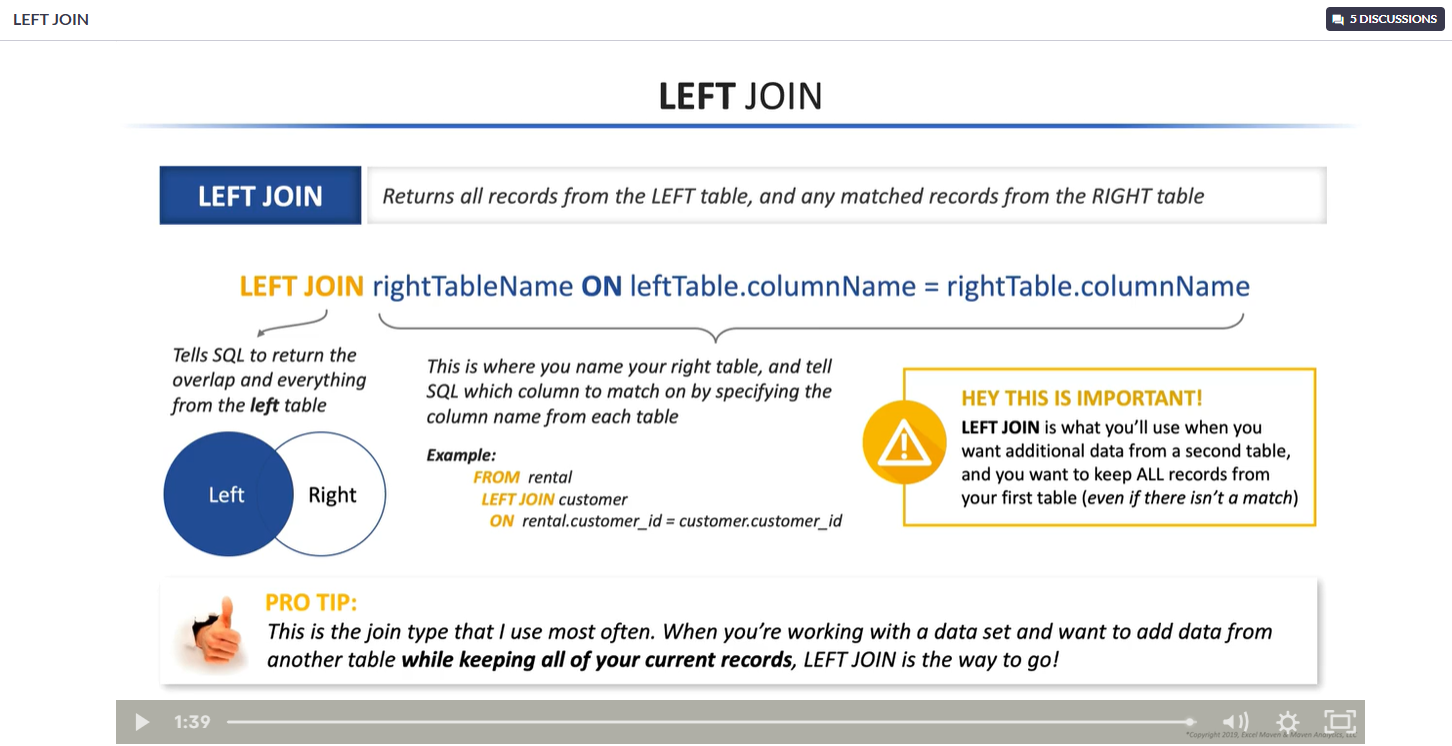 LEFT JOIN
5 DISCUSSIONS
LEFT JOIN
LEFT JOIN
Returns all records from the LEFT table, and any matched records from the RIGHT table
LEFT JOIN rightTableName ON leftTable.columnName = rightTable.columnName
Tells SQL to return the
overlap and everything
from the left table
Left
Right
This is where you name your right table, and tell
SQL which column to match on by specifying the
column name from each table
Example:
FROM rental
LEFT JOIN customer
ON rental.customer_id = customer.customer_id
HEY THIS IS IMPORTANT!
LEFT JOIN is what you'll use when you
want additional data from a second table,
and you want to keep ALL records from
your first table (even if there isn't a match)
PRO TIP:
This is the join type that I use most often. When you're working with a data set and want to add data from
another table while keeping all of your current records, LEFT JOIN is the way to go!
1:39
*Copyright 2019, Excel Maven & Maven Analytics, LLC